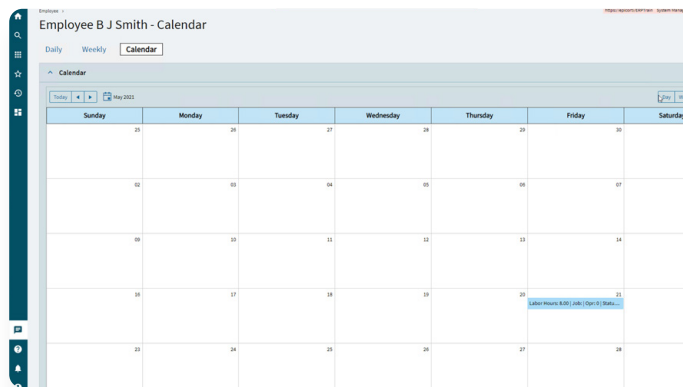 Employee >
Employee B J Smith - Calendar
Daily Weekly Calendar
Calendar
Today May 2021 Day
Sunday Monday Tuesday Wednesday Thursday Friday Saturday
25 26 27 28 29 30
02 03 04 05 06 07
09 10 11 12 13 14
16 17 18 19 20 21
Labor Hours: 8.00 | Job: | Opr: 0 | Statu...
23 24 25 26 27 28